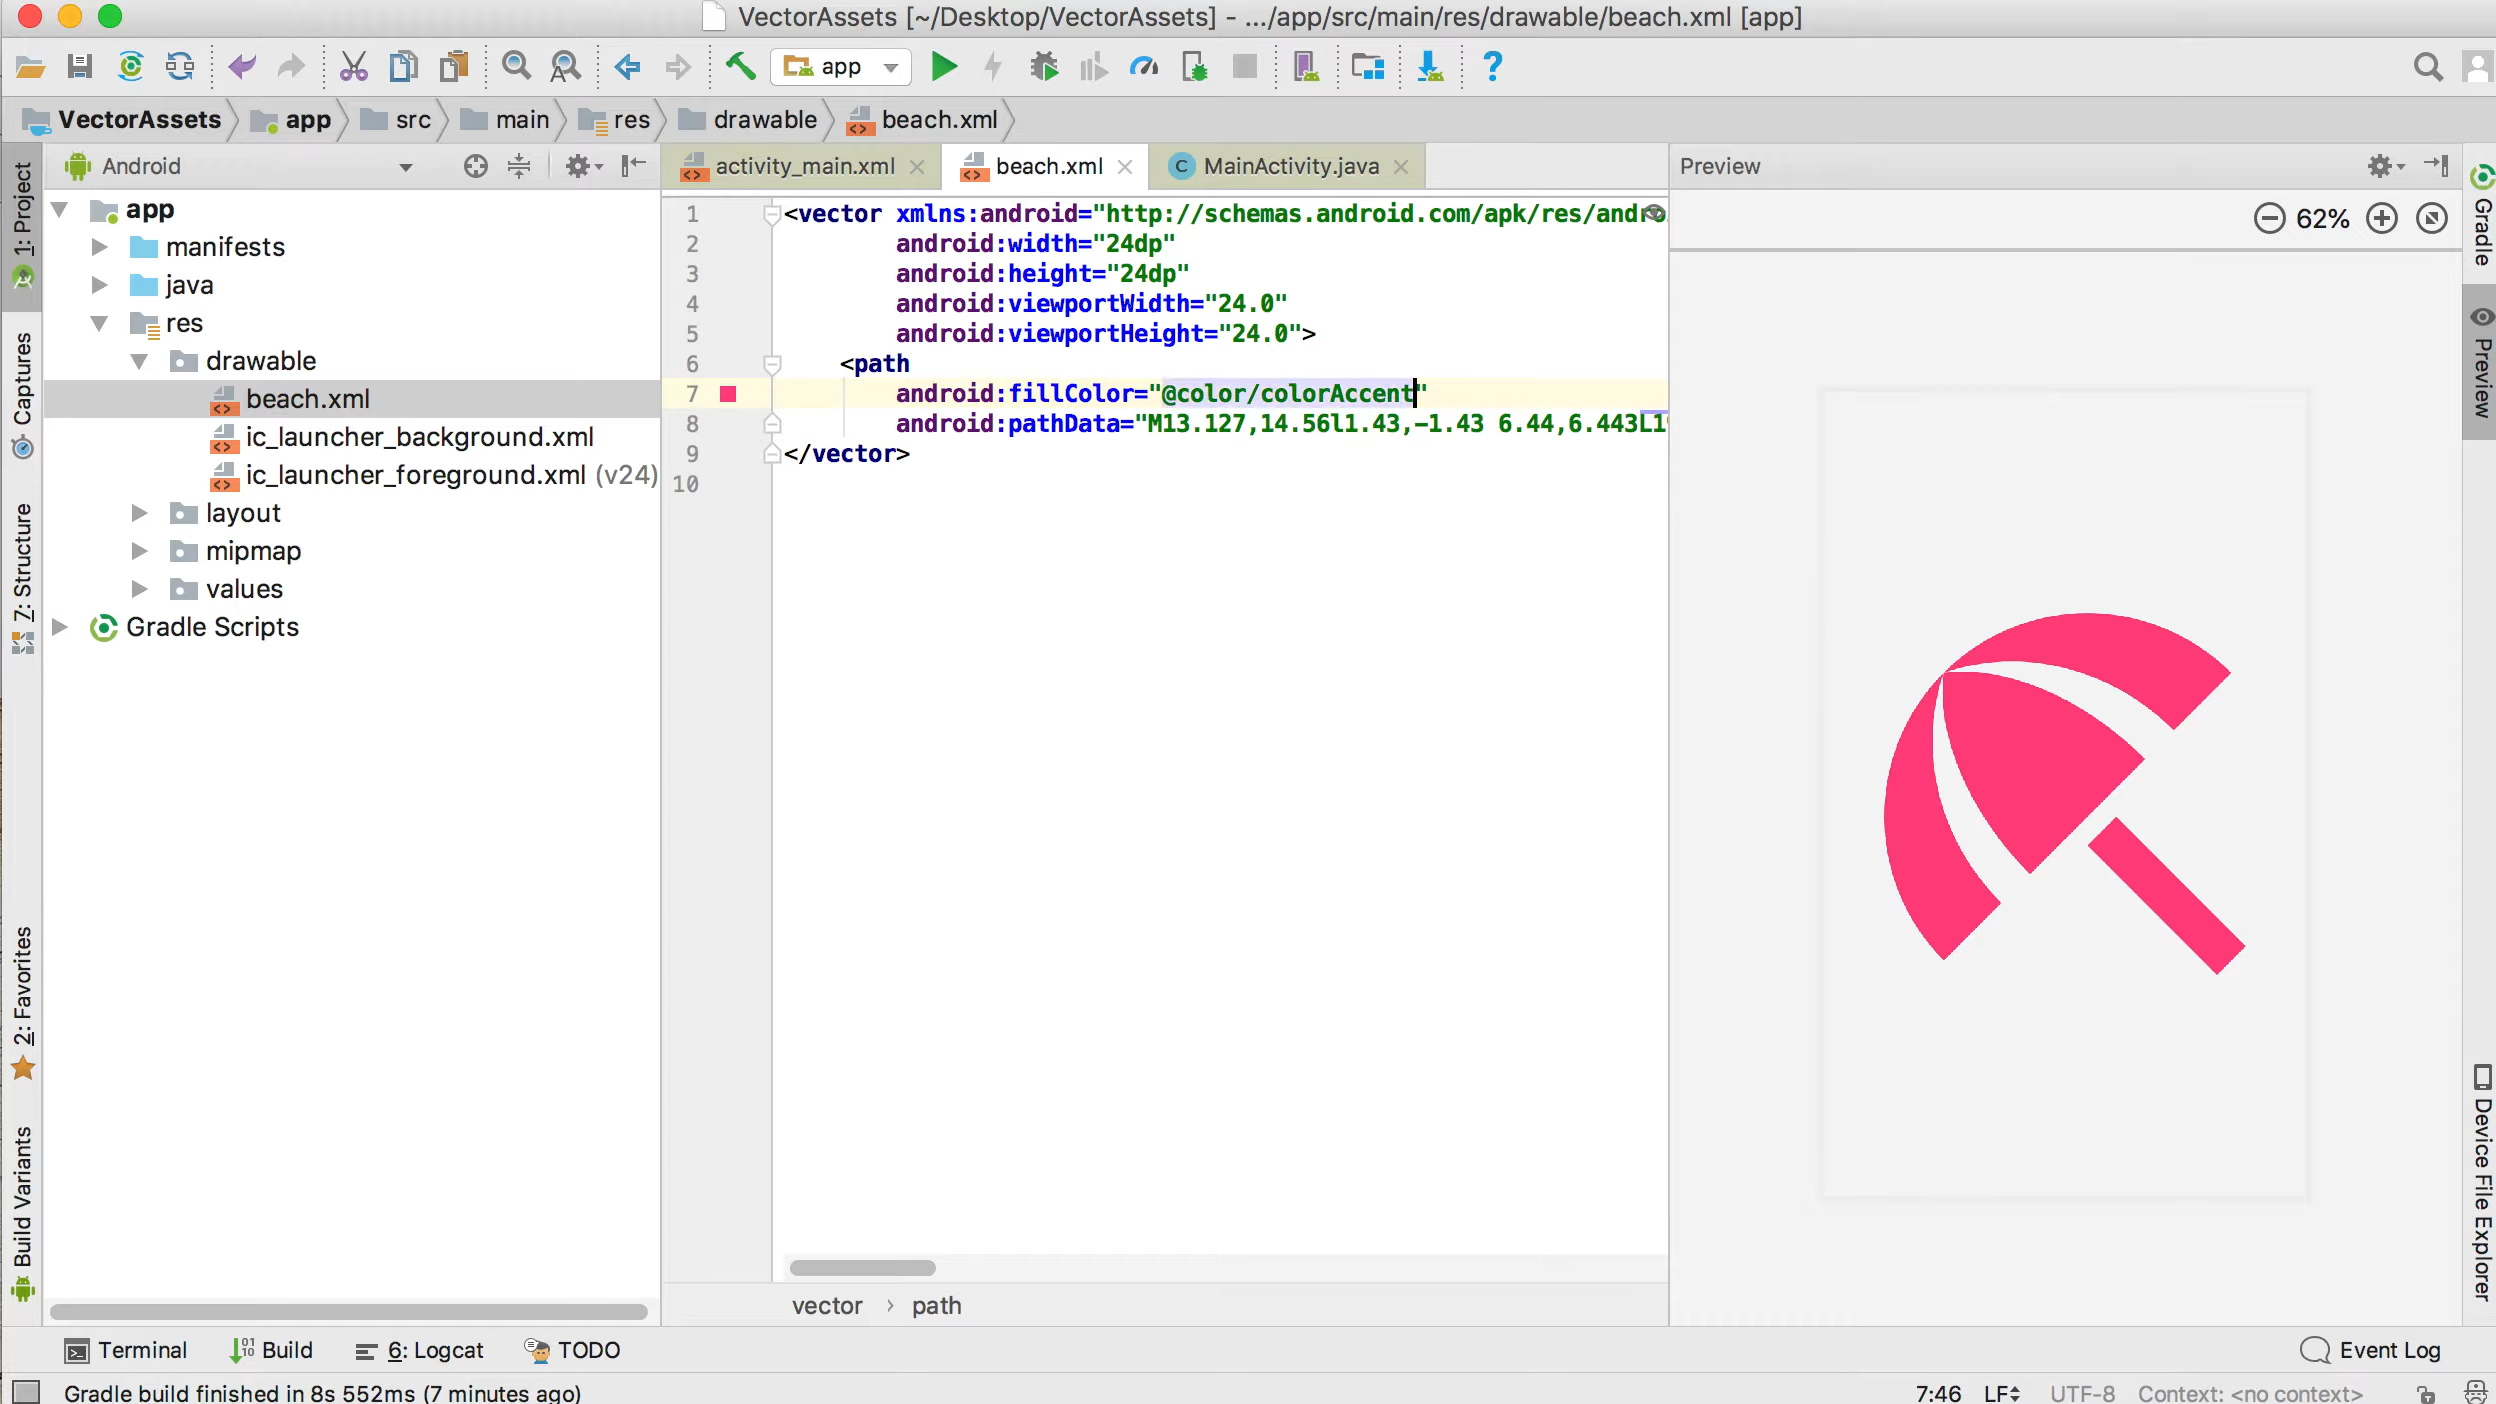 VectorAssets [~/Desktop/VectorAssets] - .../app/src/main/res/drawable/beach.xml [app]
app
VectorAssets app src main res drawable beach.xml
1: Project
Captures
7: Structure
2: Favorites
Build Variants
Android
app
manifests
java
res
drawable
beach.xml
ic_launcher_background.xml
ic_launcher_foreground.xml (v24)
layout
mipmap
values
Gradle Scripts
activity_main.xml beach.xml MainActivity.java
1 <vector xmlns:android="http://schemas.android.com/apk/res/andro
2 android:width="24dp"
3 android:height="24dp"
4 android:viewportWidth="24.0"
5 android:viewportHeight="24.0">
6 <path
7 android:fillColor="@color/colorAccent"
8 android:pathData="M13.127,14.56l1.43,-1.43 6.44,6.443L1
9 </vector>
10
vector › path
Preview
62%
Gradle
Preview
Device File Explorer
Terminal Build 6: Logcat TODO Event Log
Gradle build finished in 8s 552ms (7 minutes ago) 7:46 LF UTF-8 Context: <no context>